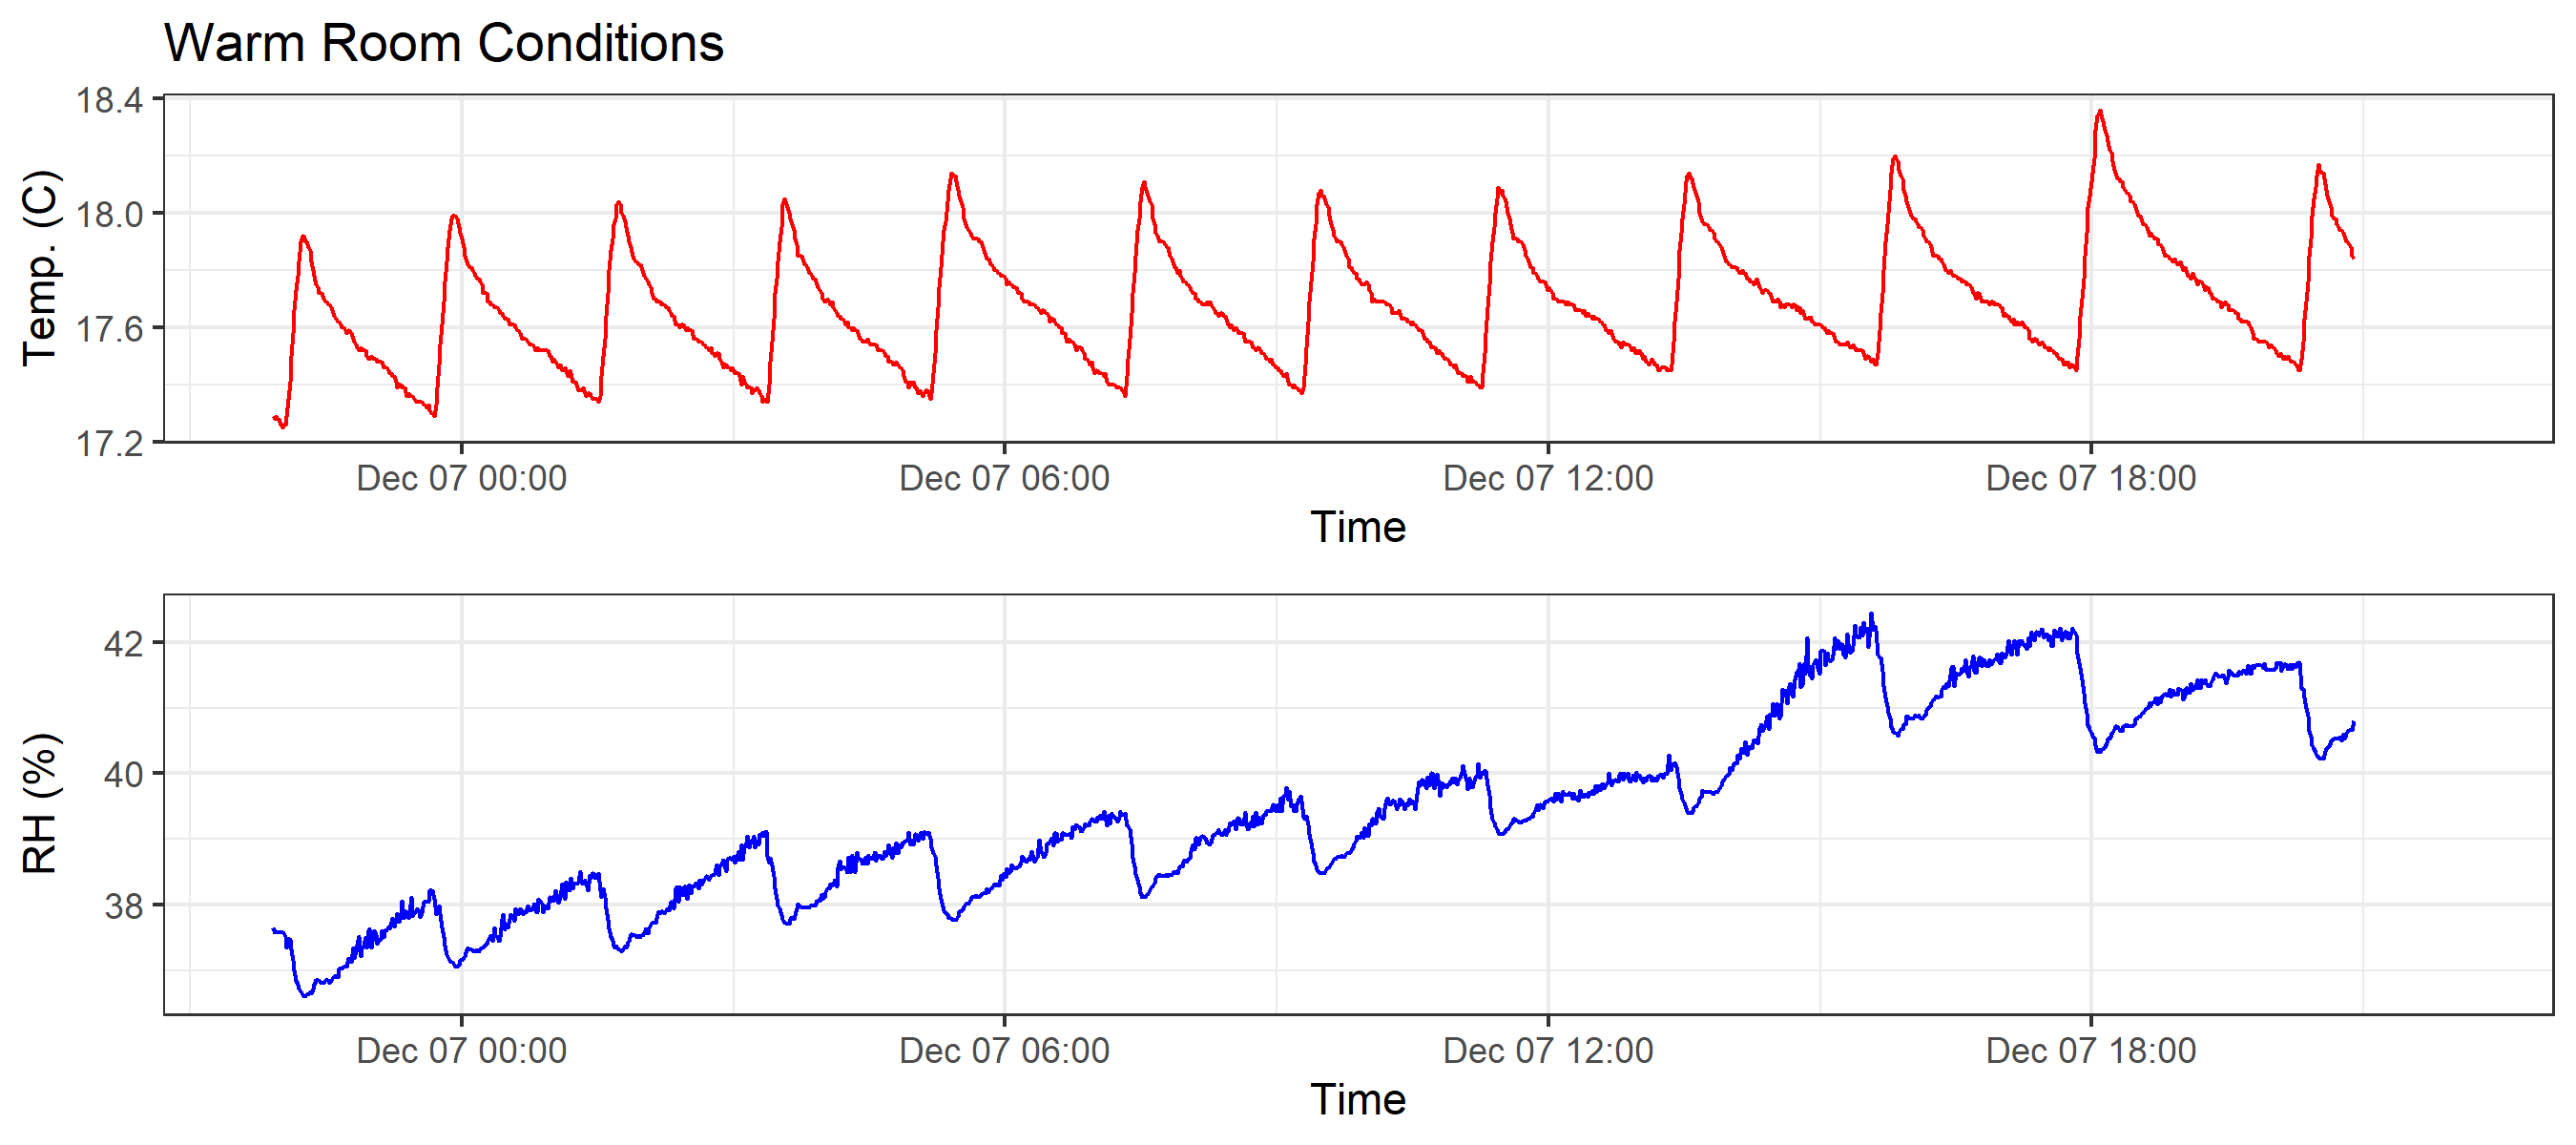 Warm Room Conditions
18.4
18.0
17.6
17.2
Temp. (C)
Dec 07 00:00 Dec 07 06:00 Dec 07 12:00 Dec 07 18:00
Time
42
40
38
RH (%)
Dec 07 00:00 Dec 07 06:00 Dec 07 12:00 Dec 07 18:00
Time